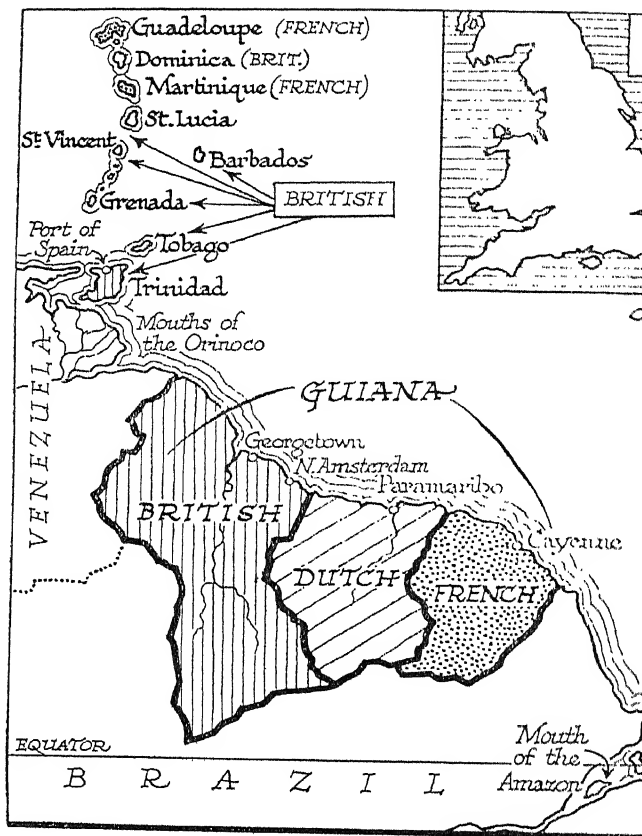 Guadeloupe (FRENCH)
Dominica (BRIT.)
Martinique (FRENCH)
St. Lucia
St Vincent
Barbados
BRITISH
Grenada
Port of
Spain
Tobago
Trinidad
Mouths of
the Orinoco
VENEZUELA
GUIANA
Georgetown
N. Amsterdam
Paramaribo
BRITISH
Cayenne
DUTCH
FRENCH
EQUATOR
Mouth
of the
Amazon
BRAZIL